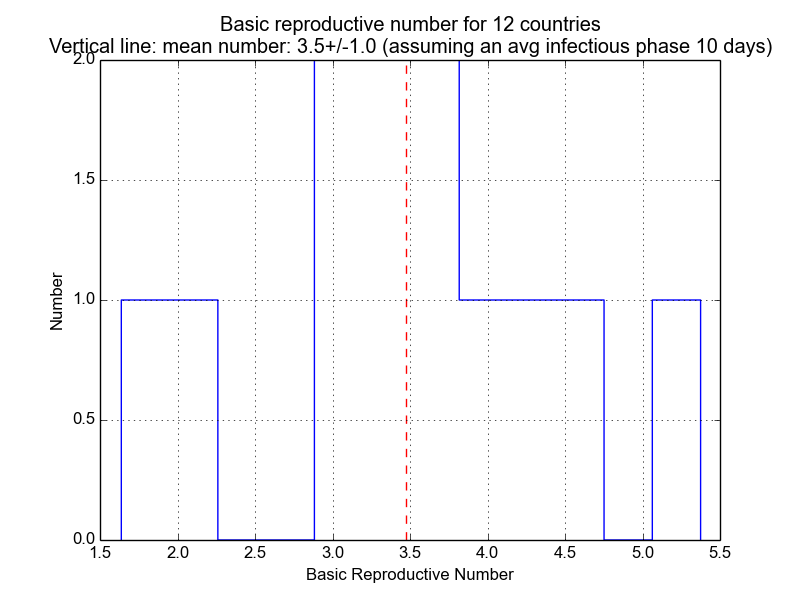 Basic reproductive number for 12 countries
Vertical line: mean number: 3.5+/-1.0 (assuming an avg infectious phase 10 days)
2.0
1.5
1.0
0.5
0.0
Number
1.5 2.0 2.5 3.0 3.5 4.0 4.5 5.0 5.5
Basic Reproductive Number